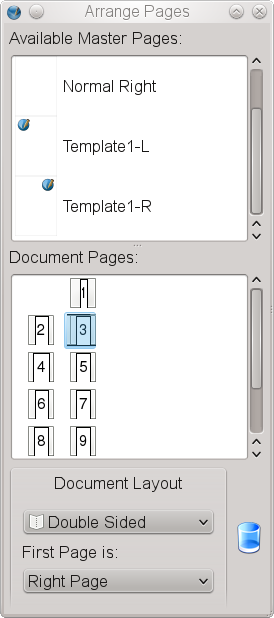 Arrange Pages
Available Master Pages:
Normal Right
Template1-L
Template1-R
Document Pages:
1
2 3
4 5
6 7
8 9
Document Layout
Double Sided
First Page is:
Right Page